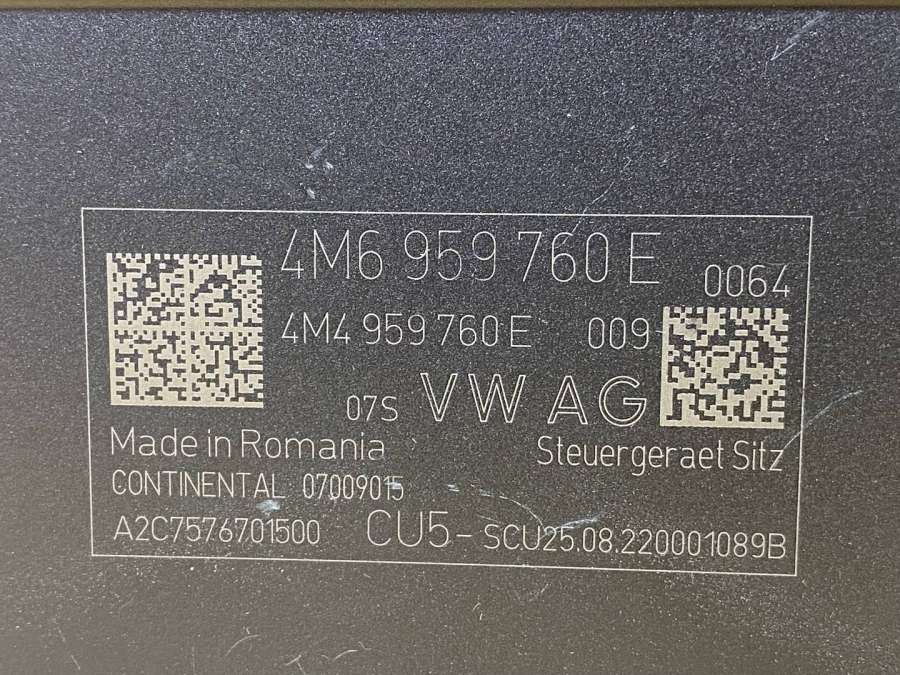 4M6 959 760 E 0064
4M4 959 760 E 009
07S VW AG
Made in Romania Steuergeraet Sitz
CONTINENTAL 07009015
A2C7576701500 CU5-SCU25.08.220001089B